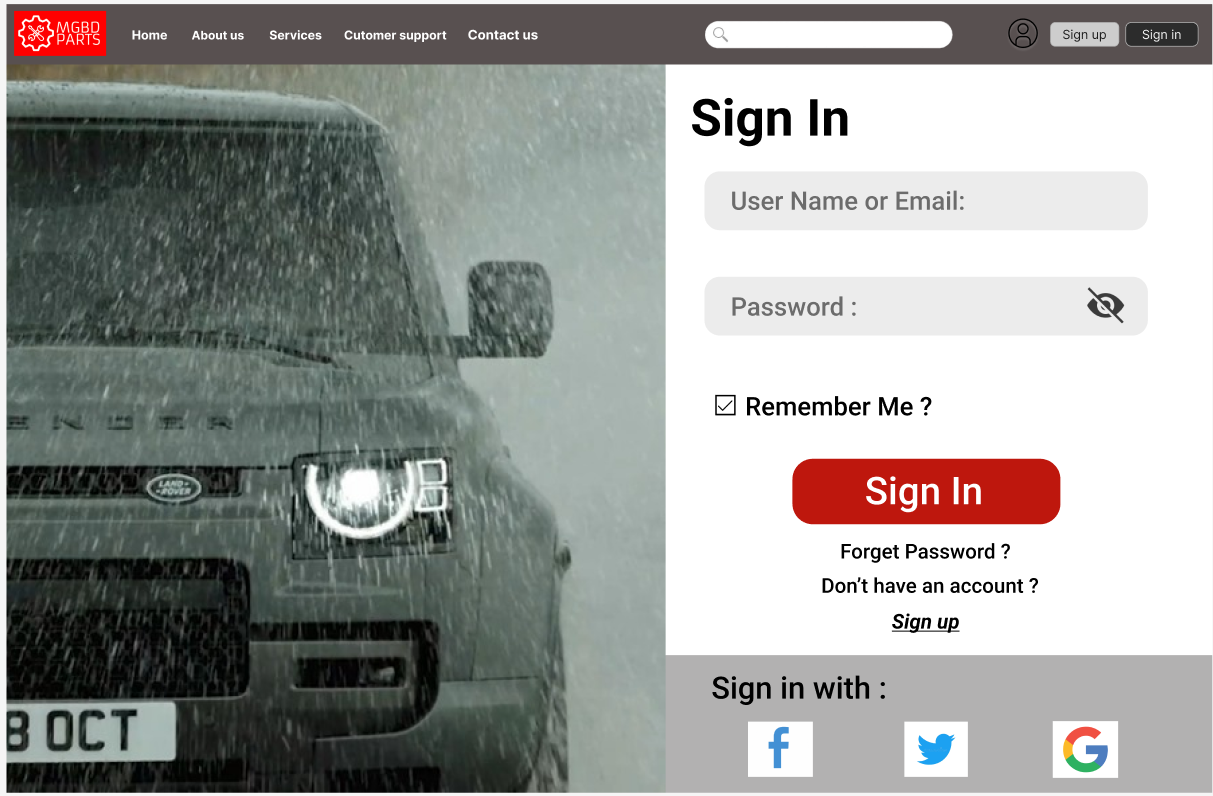 MGBD
PARTS
Home
About us
Services
Cutomer support
Contact us
Sign up
Sign in
Sign In
User Name or Email:
Password :
Remember Me ?
Sign In
Forget Password ?
Don't have an account ?
Sign up
Sign in with :
ENDER
LAND-
-ROVER
B OCT